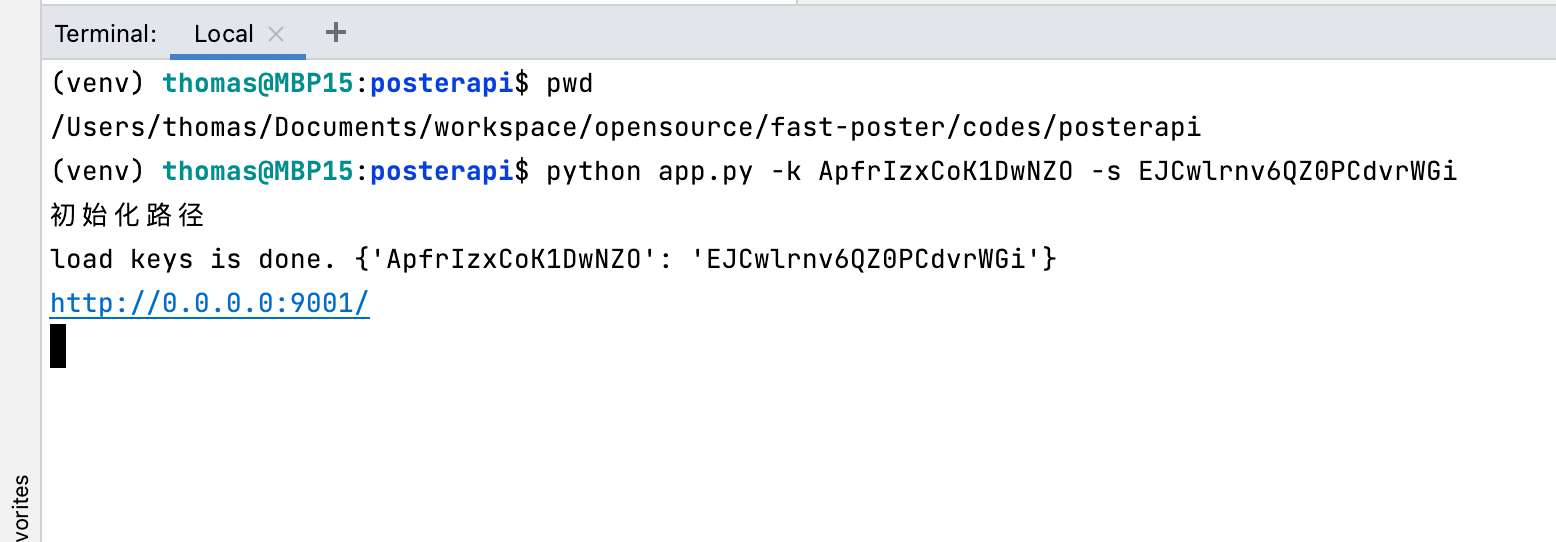 Terminal: Local × +
(venv) thomas@MBP15:posterapi$ pwd
/Users/thomas/Documents/workspace/opensource/fast-poster/codes/posterapi
(venv) thomas@MBP15:posterapi$ python app.py -k ApfrIzxCoK1DwNZO -s EJCwlrnv6QZ0PCdvrWGi
初始化路径
load keys is done. {'ApfrIzxCoK1DwNZO': 'EJCwlrnv6QZ0PCdvrWGi'}
http://0.0.0.0:9001/
vorites